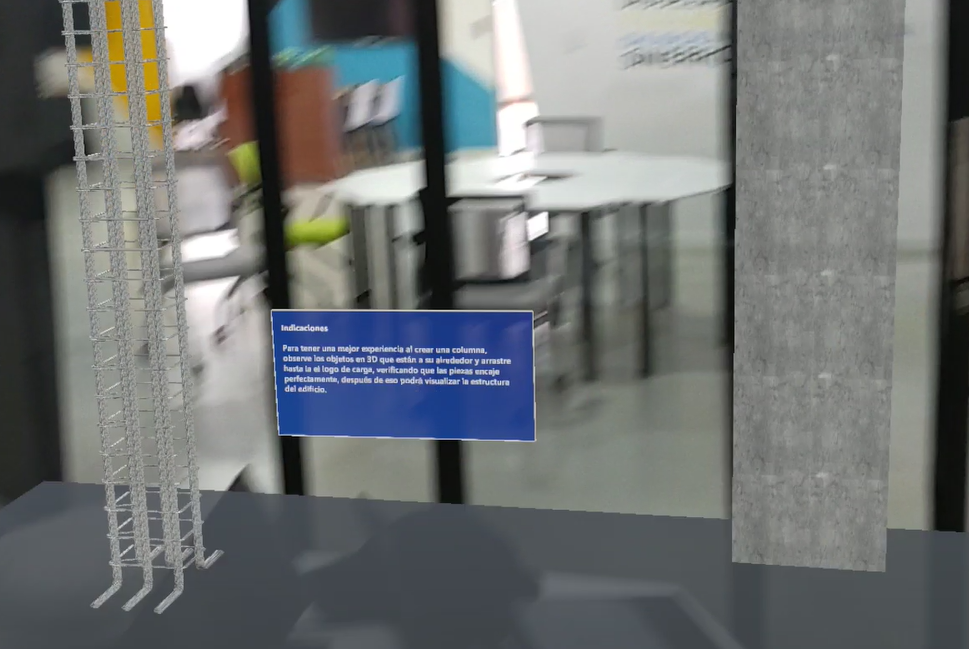 Indicaciones
Para tener una mejor experiencia al crear una columna,
observe los objetos en 3D que están a su alrededor y arrastre
hasta la el logo de carga, verificando que las piezas encaje
perfectamente, después de eso podrá visualizar la estructura
del edificio.